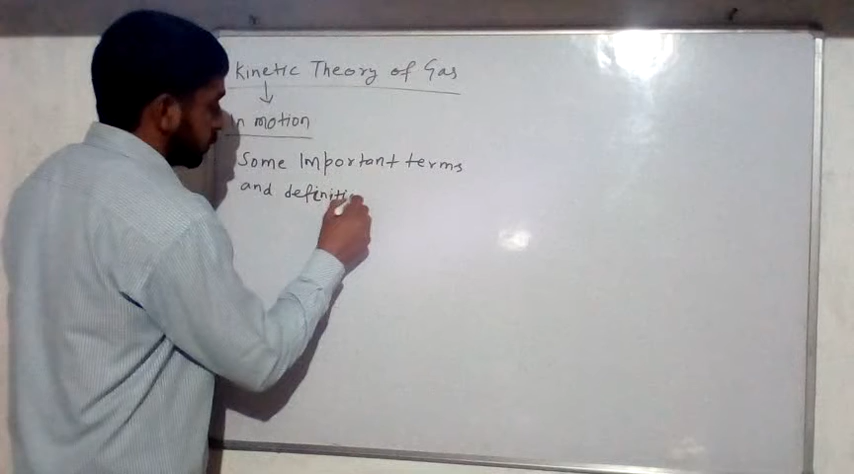 Kinetic Theory of Gas
In motion
Some Important terms
and definiti